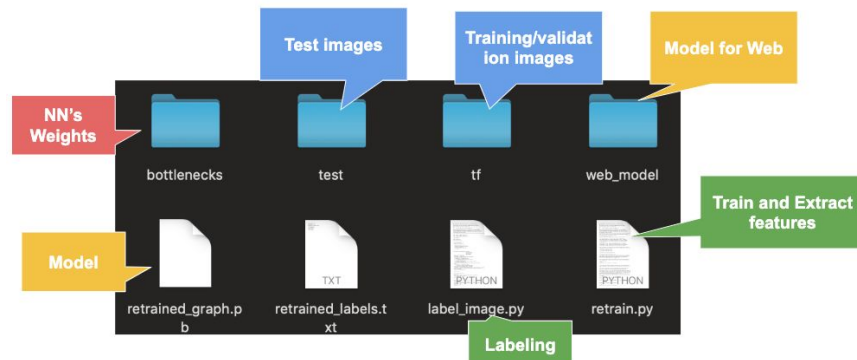 Test images
Training/validat
ion images
Model for Web
NN's
Weights
bottlenecks
test
tf
web_model
Train and Extract
features
Model
TXT
PYTHON
PYTHON
retrained_graph.p
b
retrained_labels.t
xt
label_image.py
retrain.py
Labeling